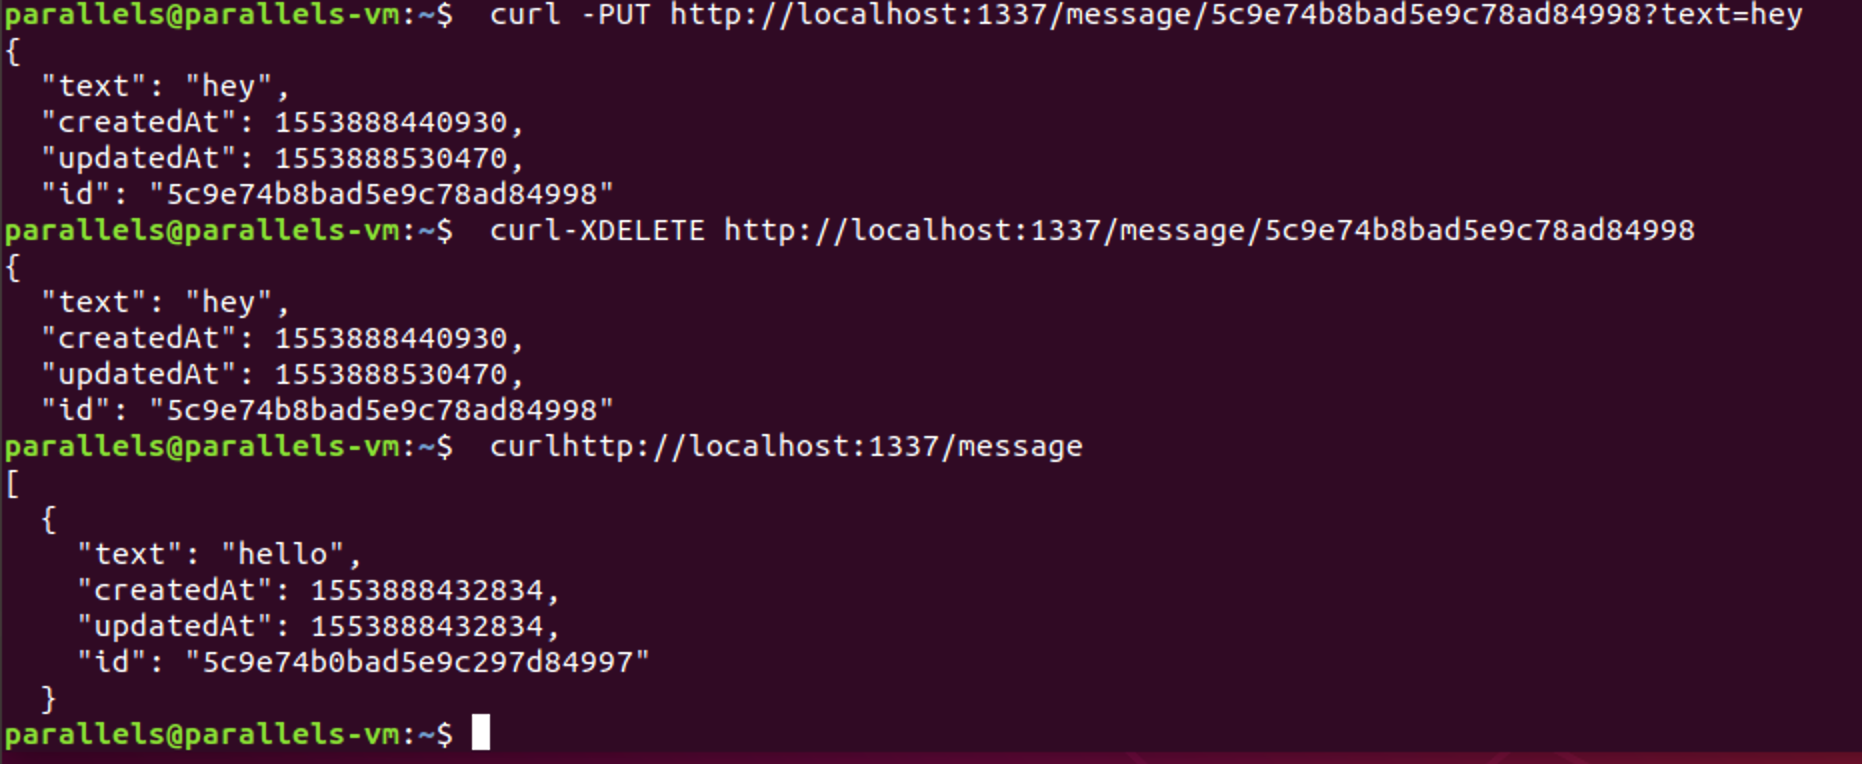 parallels@parallels-vm:~$  curl -PUT http://localhost:1337/message/5c9e74b8bad5e9c78ad84998?text=hey
{
  "text": "hey",
  "createdAt": 1553888440930,
  "updatedAt": 1553888530470,
  "id": "5c9e74b8bad5e9c78ad84998"
parallels@parallels-vm:~$  curl-XDELETE http://localhost:1337/message/5c9e74b8bad5e9c78ad84998
{
  "text": "hey",
  "createdAt": 1553888440930,
  "updatedAt": 1553888530470,
  "id": "5c9e74b8bad5e9c78ad84998"
parallels@parallels-vm:~$  curlhttp://localhost:1337/message
[
  {
    "text": "hello",
    "createdAt": 1553888432834,
    "updatedAt": 1553888432834,
    "id": "5c9e74b0bad5e9c297d84997"
  }
parallels@parallels-vm:~$